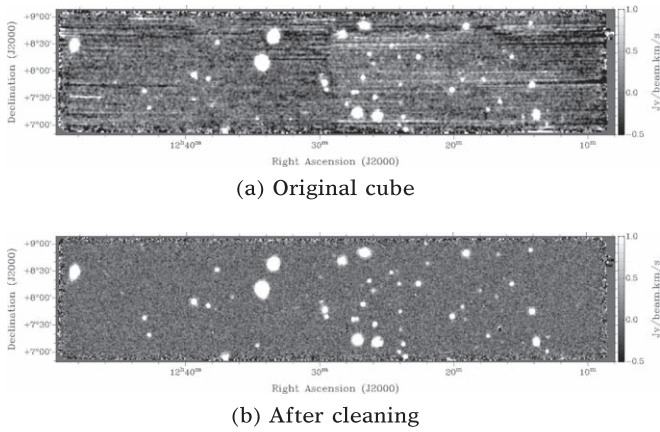 +9°00'
+8°30'
+8°00'
+7°30'
+7°00'
Declination (J2000)
12ʰ40ᵐ 30ᵐ 20ᵐ 10ᵐ
Right Ascension (J2000)
1.0
0.5
0.0
-0.5
Jy/beam.km/s
(a) Original cube
+9°00'
+8°30'
+8°00'
+7°30'
+7°00'
Declination (J2000)
12ʰ40ᵐ 30ᵐ 20ᵐ 10ᵐ
Right Ascension (J2000)
1.0
0.5
0.0
-0.5
Jy/beam.km/s
(b) After cleaning